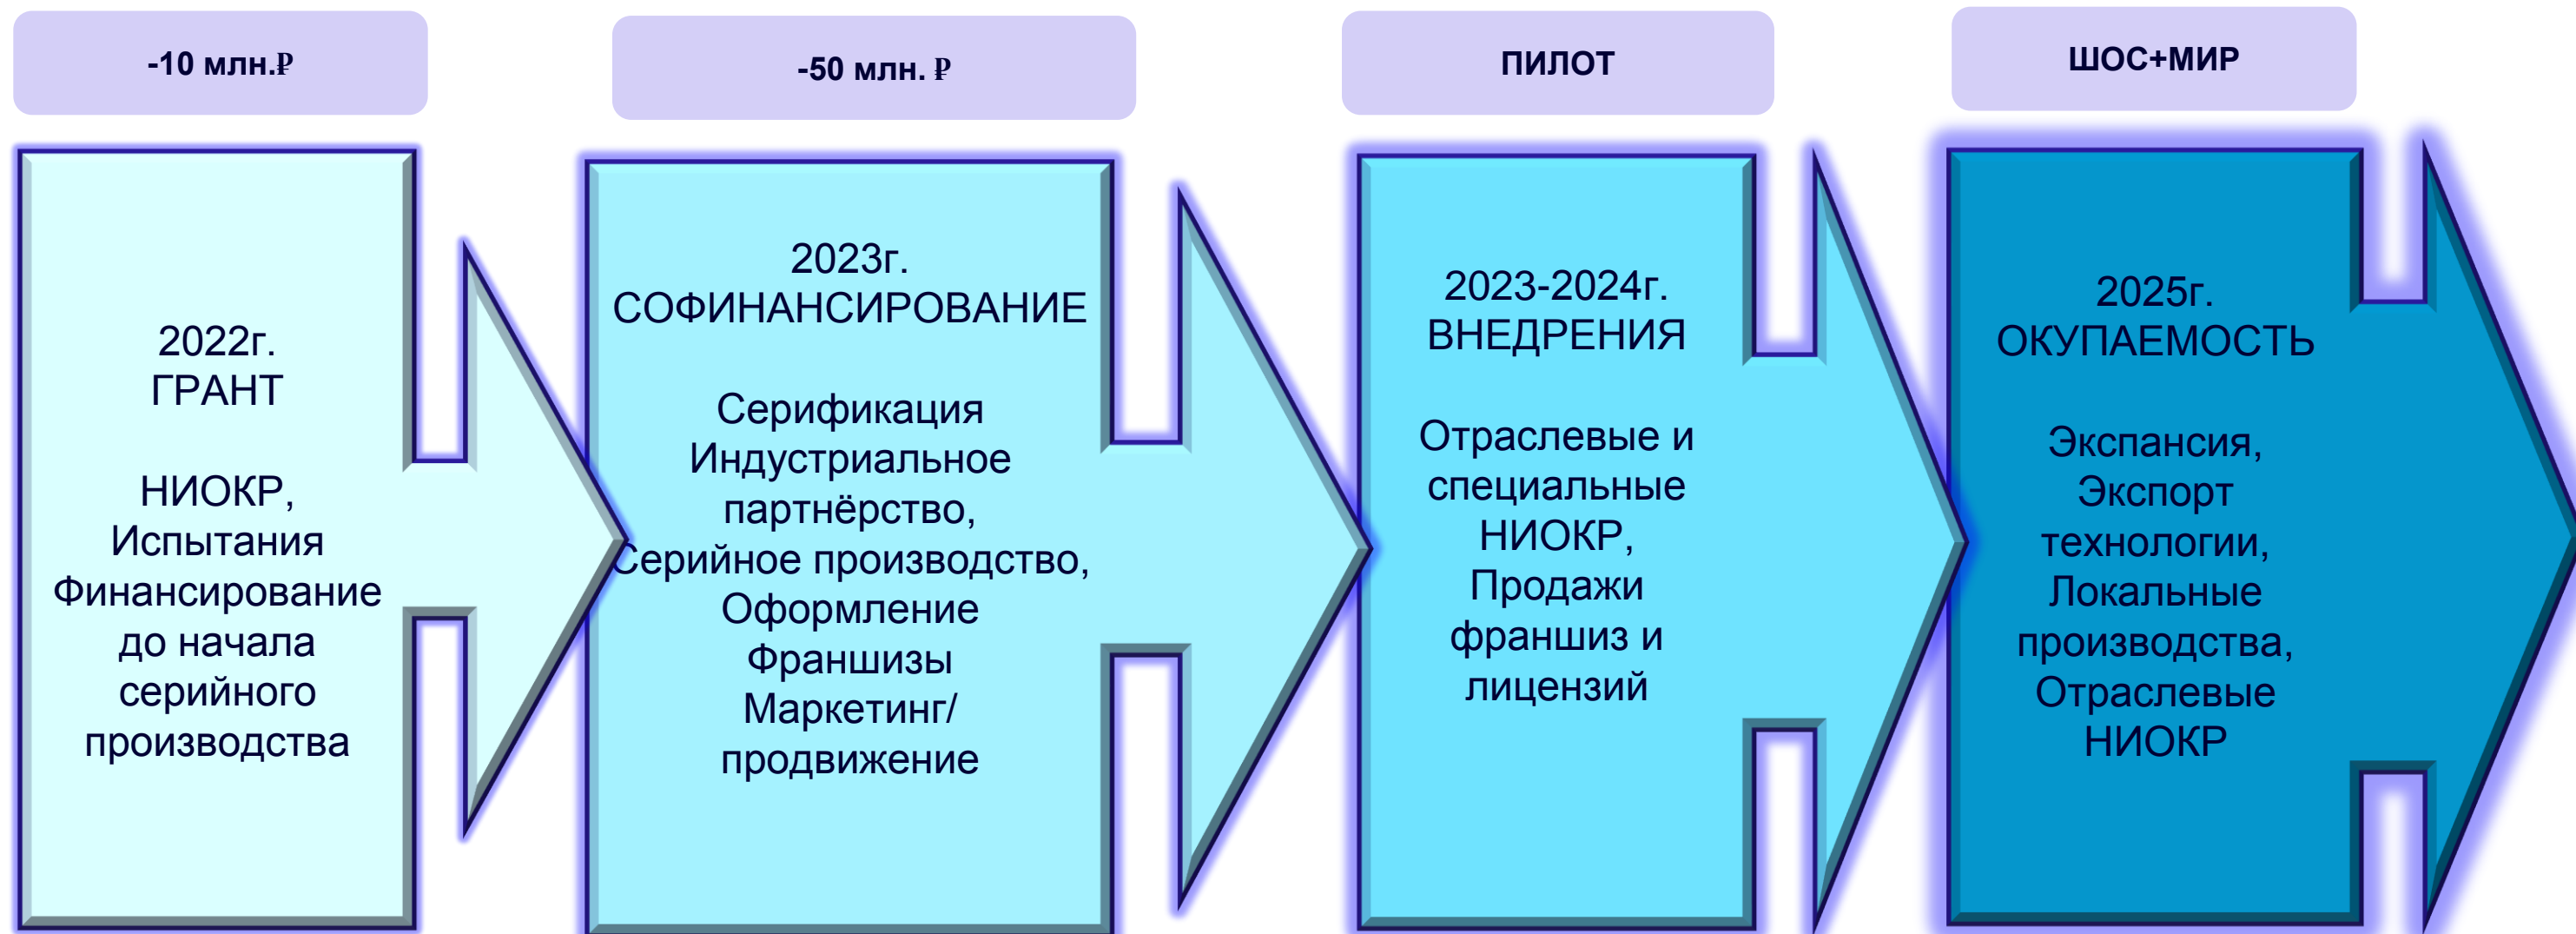 -10 млн.₽
-50 млн. ₽
ПИЛОТ
ШОС+МИР
2022г.
ГРАНТ
НИОКР,
Испытания
Финансирование
до начала
серийного
производства
2023г.
СОФИНАНСИРОВАНИЕ
Серификация
Индустриальное
партнёрство,
Серийное производство,
Оформление
Франшизы
Маркетинг/
продвижение
2023-2024г.
ВНЕДРЕНИЯ
Отраслевые и
специальные
НИОКР,
Продажи
франшиз и
лицензий
2025г.
ОКУПАЕМОСТЬ
Экспансия,
Экспорт
технологии,
Локальные
производства,
Отраслевые
НИОКР